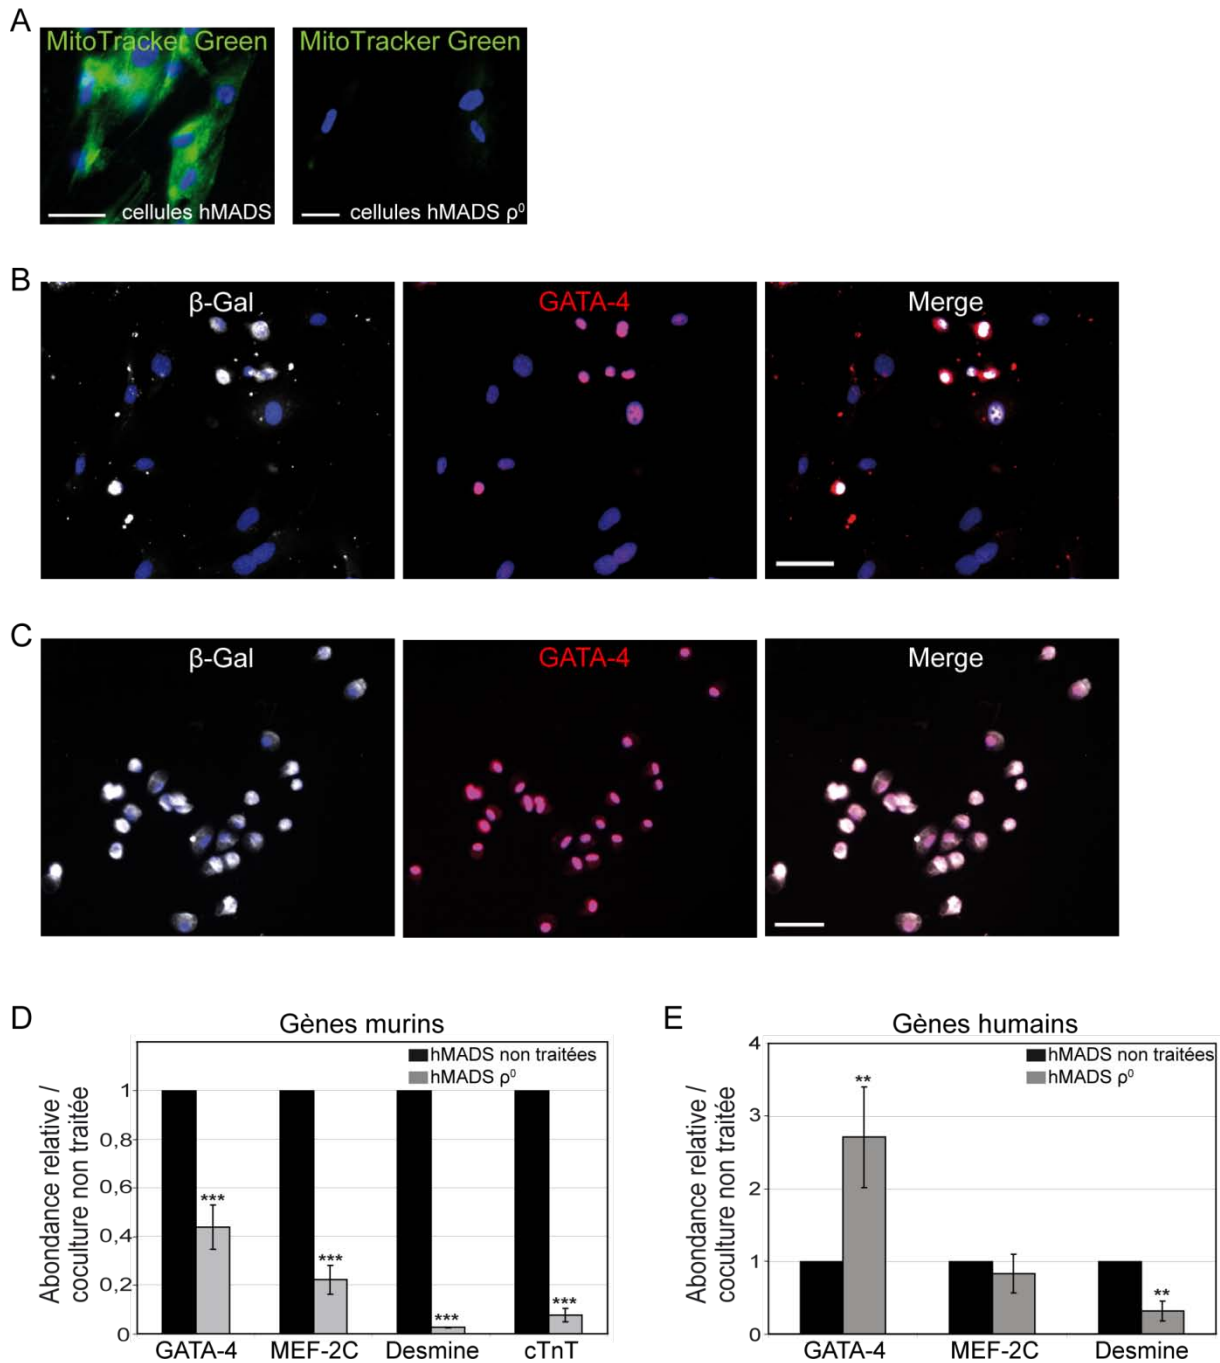 A
MitoTracker Green
MitoTracker Green
cellules hMADS
cellules hMADS ρ⁰
B
β-Gal
GATA-4
Merge
C
β-Gal
GATA-4
Merge
D
Gènes murins
hMADS non traitées
hMADS ρ⁰
Abondance relative /
coculture non traitée
1
0,8
0,6
0,4
0,2
0
***
***
***
***
GATA-4
MEF-2C
Desmine
cTnT
E
Gènes humains
hMADS non traitées
hMADS ρ⁰
Abondance relative /
coculture non traitée
4
3
2
1
0
**
**
GATA-4
MEF-2C
Desmine